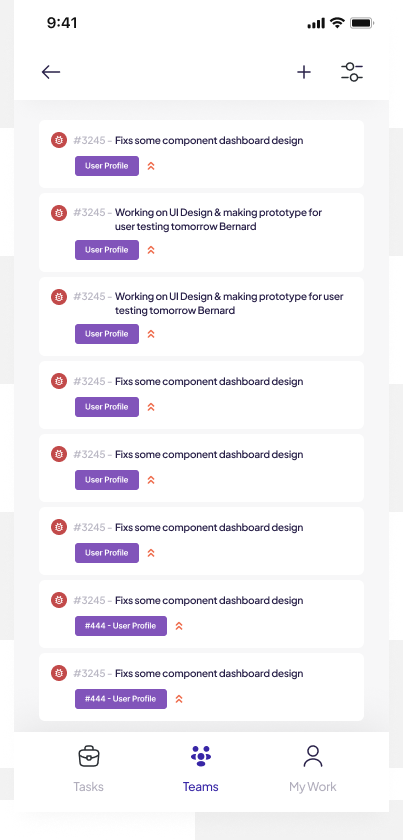 9:41
#3245 - Fixs some component dashboard design
User Profile
#3245 - Working on UI Design & making prototype for
user testing tomorrow Bernard
User Profile
#3245 - Working on UI Design & making prototype for user
testing tomorrow Bernard
User Profile
#3245 - Fixs some component dashboard design
User Profile
#3245 - Fixs some component dashboard design
User Profile
#3245 - Fixs some component dashboard design
User Profile
#3245 - Fixs some component dashboard design
#444 - User Profile
#3245 - Fixs some component dashboard design
#444 - User Profile
Tasks Teams My Work